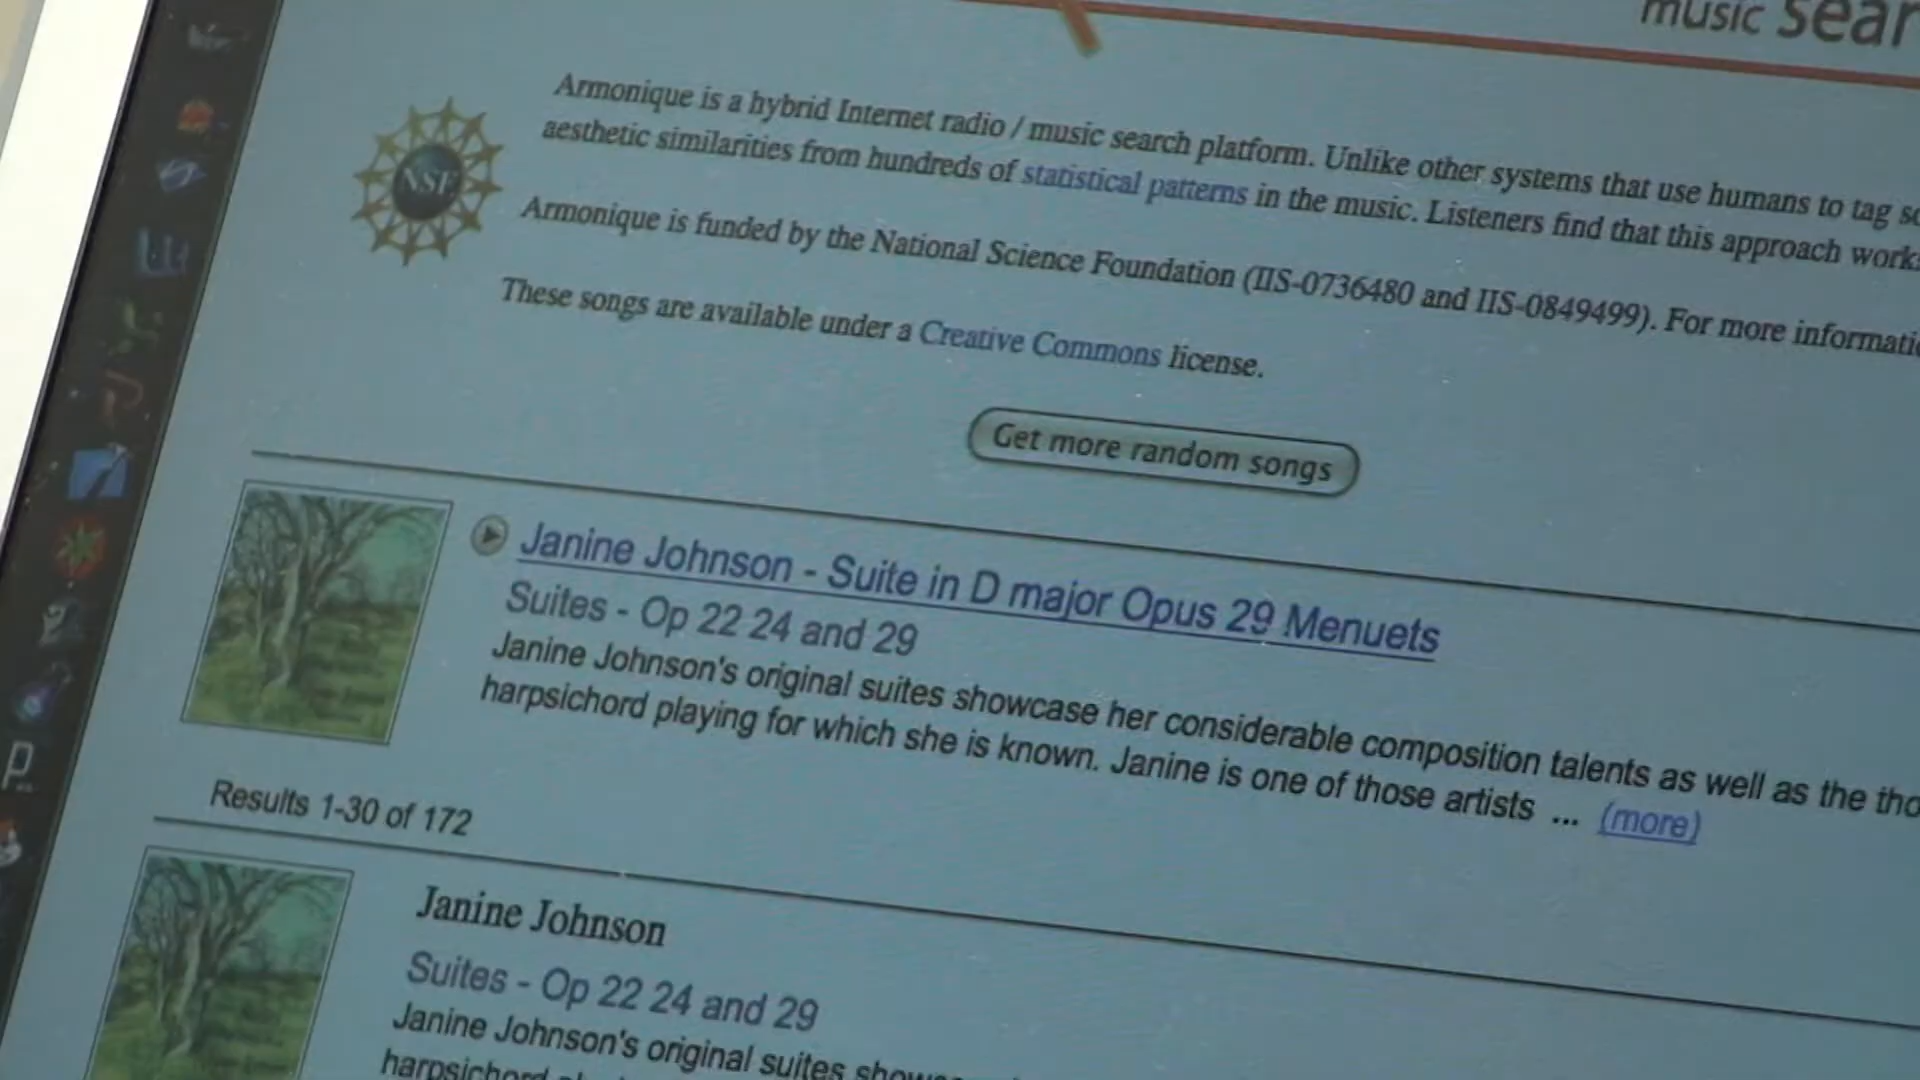 music sear
Armonique is a hybrid Internet radio / music search platform. Unlike other systems that use humans to tag
aesthetic similarities from hundreds of statistical patterns in the music. Listeners find that this approach works
NSF
Armonique is funded by the National Science Foundation (IIS-0736480 and IIS-0849499). For more informati
These songs are available under a Creative Commons license.
Get more random songs
Janine Johnson - Suite in D major Opus 29 Menuets
Suites - Op 22 24 and 29
Janine Johnson's original suites showcase her considerable composition talents as well as the tho
harpsichord playing for which she is known. Janine is one of those artists ... (more)
Results 1-30 of 172
Janine Johnson
Suites - Op 22 24 and 29
Janine Johnson's original suites
harpsichord